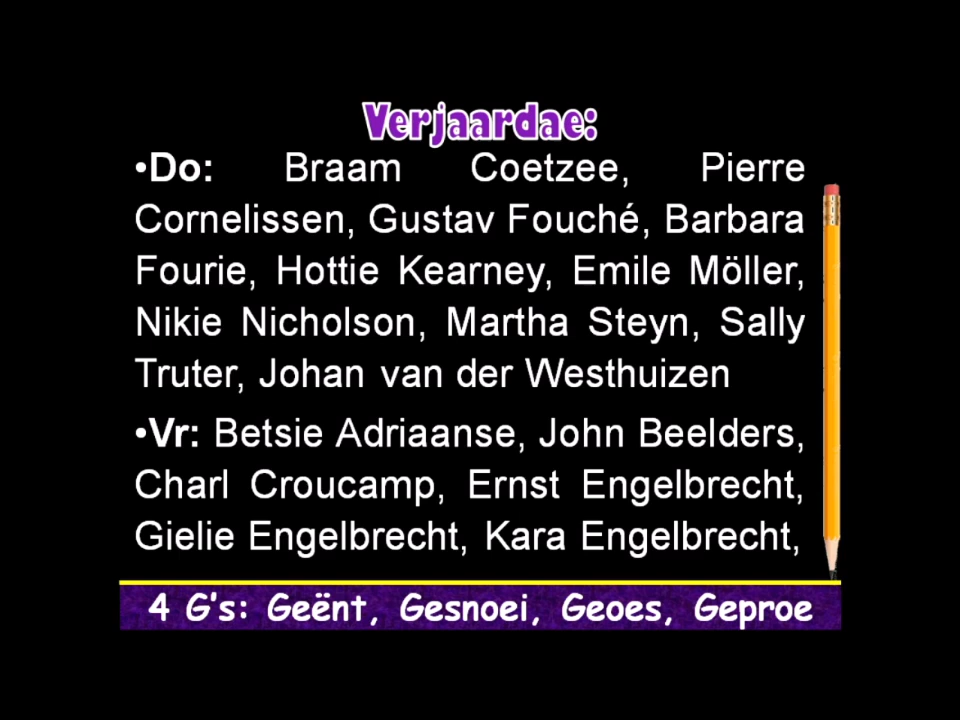 Verjaardae:
•Do: Braam Coetzee, Pierre
Cornelissen, Gustav Fouché, Barbara
Fourie, Hottie Kearney, Emile Möller,
Nikie Nicholson, Martha Steyn, Sally
Truter, Johan van der Westhuizen
•Vr: Betsie Adriaanse, John Beelders,
Charl Croucamp, Ernst Engelbrecht,
Gielie Engelbrecht, Kara Engelbrecht,
4 G's: Geënt, Gesnoei, Geoes, Geproe